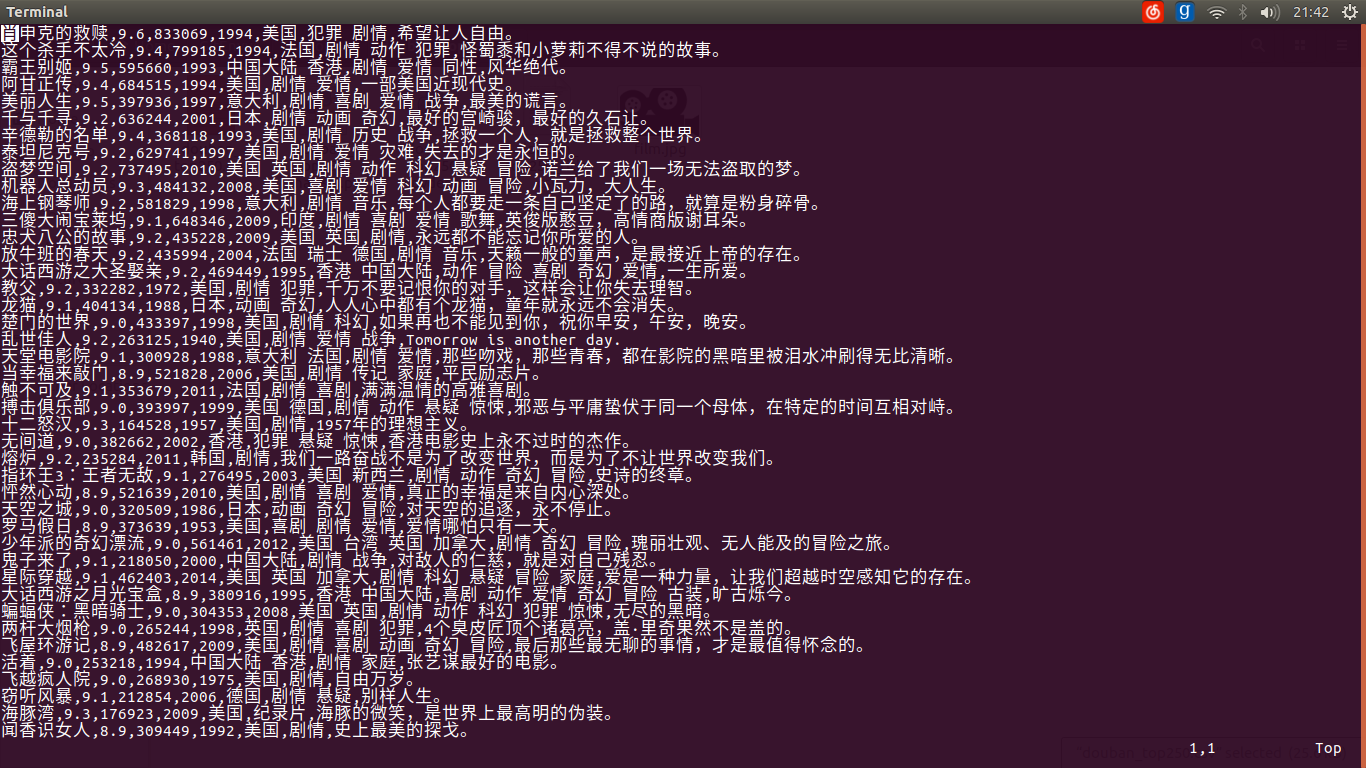 Terminal
21:42
肖申克的救赎,9.6,833069,1994,美国,犯罪 剧情,希望让人自由。
这个杀手不太冷,9.4,799185,1994,法国,剧情 动作 犯罪,怪蜀黍和小萝莉不得不说的故事。
霸王别姬,9.5,595660,1993,中国大陆 香港,剧情 爱情 同性,风华绝代。
阿甘正传,9.4,684515,1994,美国,剧情 爱情,一部美国近现代史。
美丽人生,9.5,397936,1997,意大利,剧情 喜剧 爱情 战争,最美的谎言。
千与千寻,9.2,636244,2001,日本,剧情 动画 奇幻,最好的宫崎骏，最好的久石让。
辛德勒的名单,9.4,368118,1993,美国,剧情 历史 战争,拯救一个人，就是拯救整个世界。
泰坦尼克号,9.2,629741,1997,美国,剧情 爱情 灾难,失去的才是永恒的。
盗梦空间,9.2,737495,2010,美国 英国,剧情 动作 科幻 悬疑 冒险,诺兰给了我们一场无法盗取的梦。
机器人总动员,9.3,484132,2008,美国,喜剧 爱情 科幻 动画 冒险,小瓦力，大人生。
海上钢琴师,9.2,581829,1998,意大利,剧情 音乐,每个人都要走一条自己坚定了的路，就算是粉身碎骨。
三傻大闹宝莱坞,9.1,648346,2009,印度,剧情 喜剧 爱情 歌舞,英俊版憨豆，高情商版谢耳朵。
忠犬八公的故事,9.2,435228,2009,美国 英国,剧情,永远都不能忘记你所爱的人。
放牛班的春天,9.2,435994,2004,法国 瑞士 德国,剧情 音乐,天籁一般的童声，是最接近上帝的存在。
大话西游之大圣娶亲,9.2,469449,1995,香港 中国大陆,动作 冒险 喜剧 奇幻 爱情,一生所爱。
教父,9.2,332282,1972,美国,剧情 犯罪,千万不要记恨你的对手，这样会让你失去理智。
龙猫,9.1,404134,1988,日本,动画 奇幻,人人心中都有个龙猫，童年就永远不会消失。
楚门的世界,9.0,433397,1998,美国,剧情 科幻,如果再也不能见到你，祝你早安，午安，晚安。
乱世佳人,9.2,263125,1940,美国,剧情 爱情 战争,Tomorrow is another day.
天堂电影院,9.1,300928,1988,意大利 法国,剧情 爱情,那些吻戏，那些青春，都在影院的黑暗里被泪水冲刷得无比清晰。
当幸福来敲门,8.9,521828,2006,美国,剧情 传记 家庭,平民励志片。
触不可及,9.1,353679,2011,法国,剧情 喜剧,满满温情的高雅喜剧。
搏击俱乐部,9.0,393997,1999,美国 德国,剧情 动作 悬疑 惊悚,邪恶与平庸蛰伏于同一个母体，在特定的时间互相对峙。
十二怒汉,9.3,164528,1957,美国,剧情,1957年的理想主义。
无间道,9.0,382662,2002,香港,犯罪 悬疑 惊悚,香港电影史上永不过时的杰作。
熔炉,9.2,235284,2011,韩国,剧情,我们一路奋战不是为了改变世界，而是为了不让世界改变我们。
指环王3：王者无敌,9.1,276495,2003,美国 新西兰,剧情 动作 奇幻 冒险,史诗的终章。
怦然心动,8.9,521639,2010,美国,剧情 喜剧 爱情,真正的幸福是来自内心深处。
天空之城,9.0,320509,1986,日本,动画 奇幻 冒险,对天空的追逐，永不停止。
罗马假日,8.9,373639,1953,美国,喜剧 剧情 爱情,爱情哪怕只有一天。
少年派的奇幻漂流,9.0,561461,2012,美国 台湾 英国 加拿大,剧情 奇幻 冒险,瑰丽壮观、无人能及的冒险之旅。
鬼子来了,9.1,218050,2000,中国大陆,剧情 战争,对敌人的仁慈，就是对自己残忍。
星际穿越,9.1,462403,2014,美国 英国 加拿大,剧情 科幻 悬疑 冒险 家庭,爱是一种力量，让我们超越时空感知它的存在。
大话西游之月光宝盒,8.9,380916,1995,香港 中国大陆,喜剧 动作 爱情 奇幻 冒险 古装,旷古烁今。
蝙蝠侠：黑暗骑士,9.0,304353,2008,美国 英国,剧情 动作 科幻 犯罪 惊悚,无尽的黑暗。
两杆大烟枪,9.0,265244,1998,英国,剧情 喜剧 犯罪,4个臭皮匠顶个诸葛亮，盖·里奇果然不是盖的。
飞屋环游记,8.9,482617,2009,美国,剧情 喜剧 动画 奇幻 冒险,最后那些最无聊的事情，才是最值得怀念的。
活着,9.0,253218,1994,中国大陆 香港,剧情 家庭,张艺谋最好的电影。
飞越疯人院,9.0,268930,1975,美国,剧情,自由万岁。
窃听风暴,9.1,212854,2006,德国,剧情 悬疑,别样人生。
海豚湾,9.3,176923,2009,美国,纪录片,海豚的微笑，是世界上最高明的伪装。
闻香识女人,8.9,309449,1992,美国,剧情,史上最美的探戈。
1,1 Top